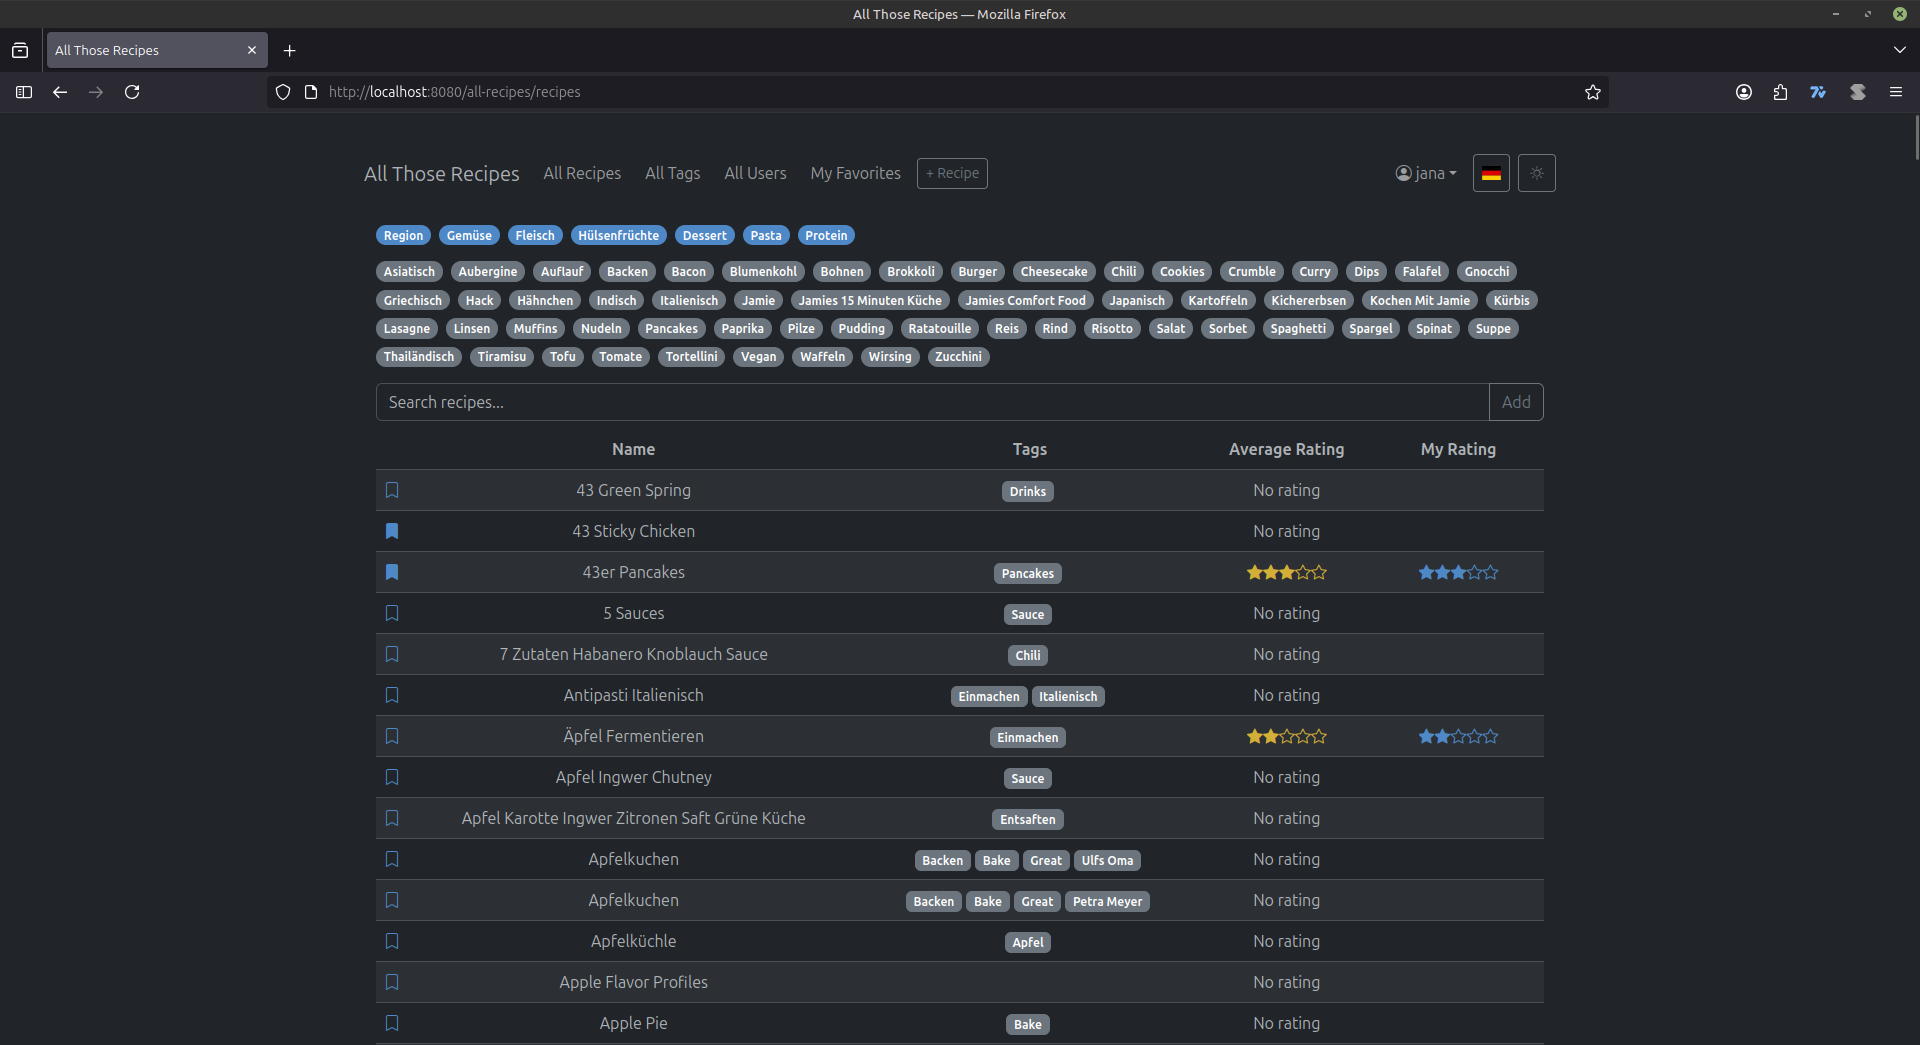 All Those Recipes — Mozilla Firefox
All Those Recipes
http://localhost:8080/all-recipes/recipes
All Those Recipes All Recipes All Tags All Users My Favorites + Recipe jana
Region Gemüse Fleisch Hülsenfrüchte Dessert Pasta Protein
Asiatisch Aubergine Auflauf Backen Bacon Blumenkohl Bohnen Brokkoli Burger Cheesecake Chili Cookies Crumble Curry Dips Falafel Gnocchi
Griechisch Hack Hähnchen Indisch Italienisch Jamie Jamies 15 Minuten Küche Jamies Comfort Food Japanisch Kartoffeln Kichererbsen Kochen Mit Jamie Kürbis
Lasagne Linsen Muffins Nudeln Pancakes Paprika Pilze Pudding Ratatouille Reis Rind Risotto Salat Sorbet Spaghetti Spargel Spinat Suppe
Thailändisch Tiramisu Tofu Tomate Tortellini Vegan Waffeln Wirsing Zucchini
Search recipes... Add
Name Tags Average Rating My Rating
43 Green Spring Drinks No rating
43 Sticky Chicken No rating
43er Pancakes Pancakes
5 Sauces Sauce No rating
7 Zutaten Habanero Knoblauch Sauce Chili No rating
Antipasti Italienisch Einmachen Italienisch No rating
Äpfel Fermentieren Einmachen
Apfel Ingwer Chutney Sauce No rating
Apfel Karotte Ingwer Zitronen Saft Grüne Küche Entsaften No rating
Apfelkuchen Backen Bake Great Ulfs Oma No rating
Apfelkuchen Backen Bake Great Petra Meyer No rating
Apfelküchle Apfel No rating
Apple Flavor Profiles No rating
Apple Pie Bake No rating